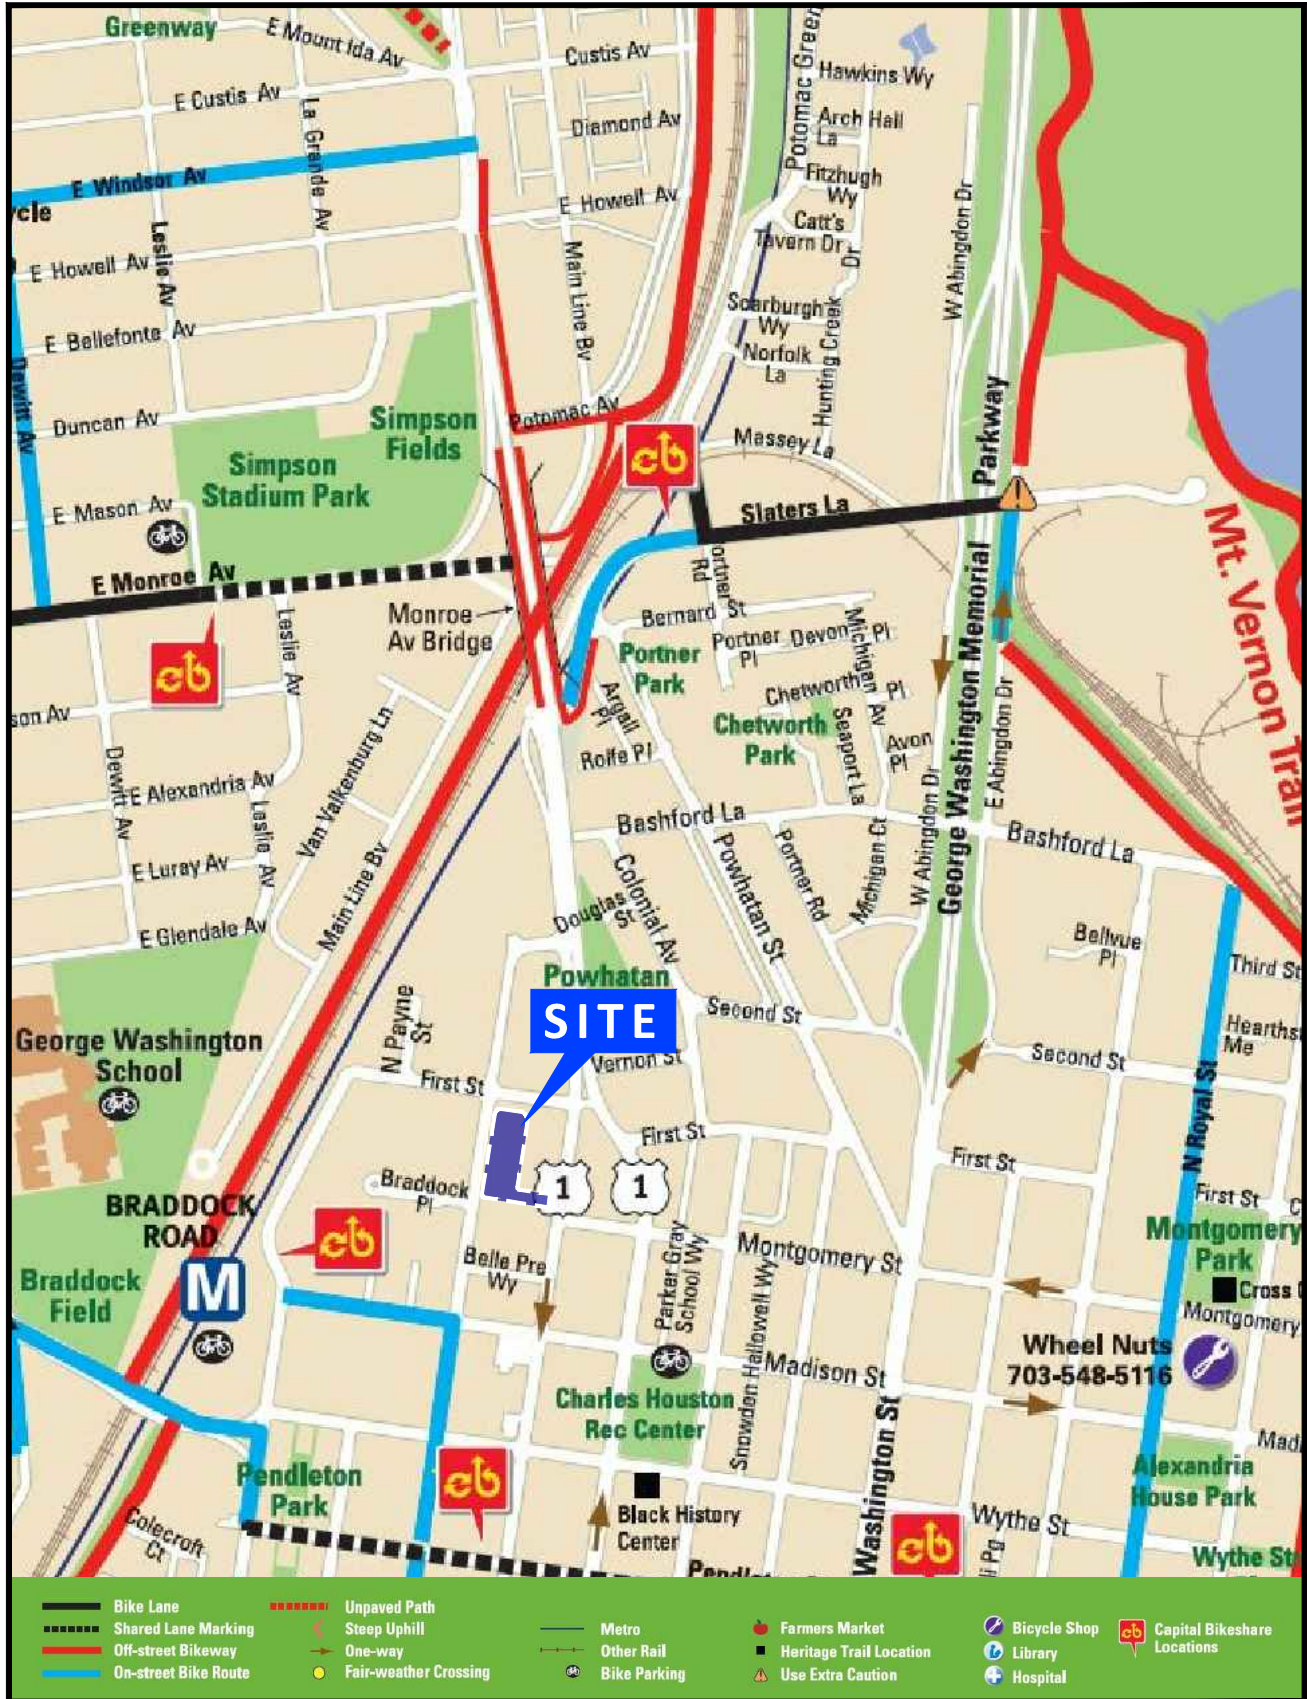 Greenway
E Mount Ida Av
Custis Av
Potomac Green
Hawkins Wy
E Custis Av
La Grande Av
Diamond Av
Arch Hall
La
E Windsor Av
Fitzhugh
Wy
E Howell Av
Catt's
Tavern Dr
W Abingdon Dr
Leslie Av
E Howell Av
Main Line Bv
Scarburgh
Wy
Hunting Creek Dr
E Bellefonte Av
Norfolk
La
Dewitt Av
Duncan Av
Simpson
Fields
Potomac Av
Massey La
Simpson
Stadium Park
cb
E Mason Av
Slaters La
Mt. Vernon Trail
George Washington Memorial Parkway
E Monroe Av
Monroe
Av Bridge
Leslie Av
Bernard St
Portner
Pl
Devon Pl
Michigan Av
Portner
Park
cb
Argall
Pl
Chetworth Pl
Chetworth
Park
Seaport La
Avon
Pl
Rolfe Pl
E Abingdon Dr
W Abingdon Dr
Dewitt Av
E Alexandria Av
Leslie Av
Van Valkenburg Ln
Bashford La
Bashford La
E Luray Av
Main Line Bv
Colonial Av
Powhatan St
Portner Rd
Michigan Ct
Douglas
St
E Glendale Av
Bellvue
Pl
Third St
Powhatan
SITE
N Payne
St
Second St
George Washington
School
Vernon St
Second St
Me
First St
First St
N Royal St
First St
First St
Braddock
Pl
1
1
BRADDOCK
ROAD
cb
Montgomery
Park
Belle Pre
Wy
Parker Gray
School Wy
Montgomery St
Braddock
Field
M
Cross
Montgomery
Snowden Hallowell Wy
Wheel Nuts
703-548-5116
Madison St
Charles Houston
Rec Center
Washington St
Pendleton
Park
cb
Alexandria
House Park
Black History
Center
Wythe St
Colecroft
Ct
cb
Bike Lane
Shared Lane Marking
Off-street Bikeway
On-street Bike Route
Unpaved Path
Steep Uphill
One-way
Fair-weather Crossing
Metro
Other Rail
Bike Parking
Farmers Market
Heritage Trail Location
Use Extra Caution
Bicycle Shop
Library
Hospital
cb
Capital Bikeshare
Locations